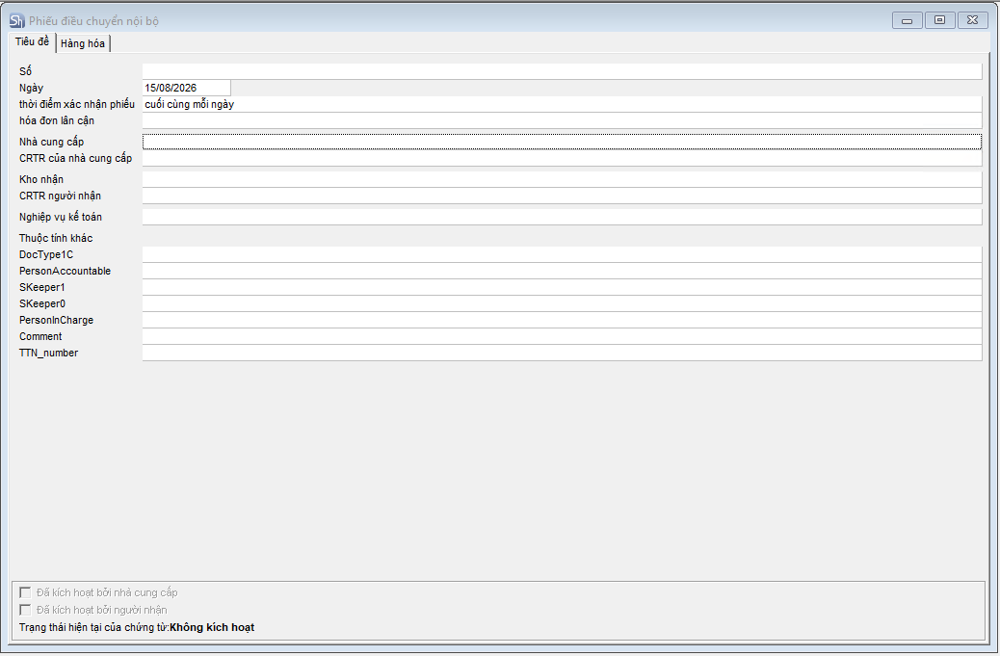 Sh Phiếu điều chuyển nội bộ
Tiêu đề Hàng hóa
Số
Ngày 15/08/2026
thời điểm xác nhận phiếu cuối cùng mỗi ngày
hóa đơn lân cận
Nhà cung cấp
CRTR của nhà cung cấp
Kho nhận
CRTR người nhận
Nghiệp vụ kế toán
Thuộc tính khác
DocType1C
PersonAccountable
SKeeper1
SKeeper0
PersonInCharge
Comment
TTN_number
Đã kích hoạt bởi nhà cung cấp
Đã kích hoạt bởi người nhận
Trạng thái hiện tại của chứng từ:Không kích hoạt